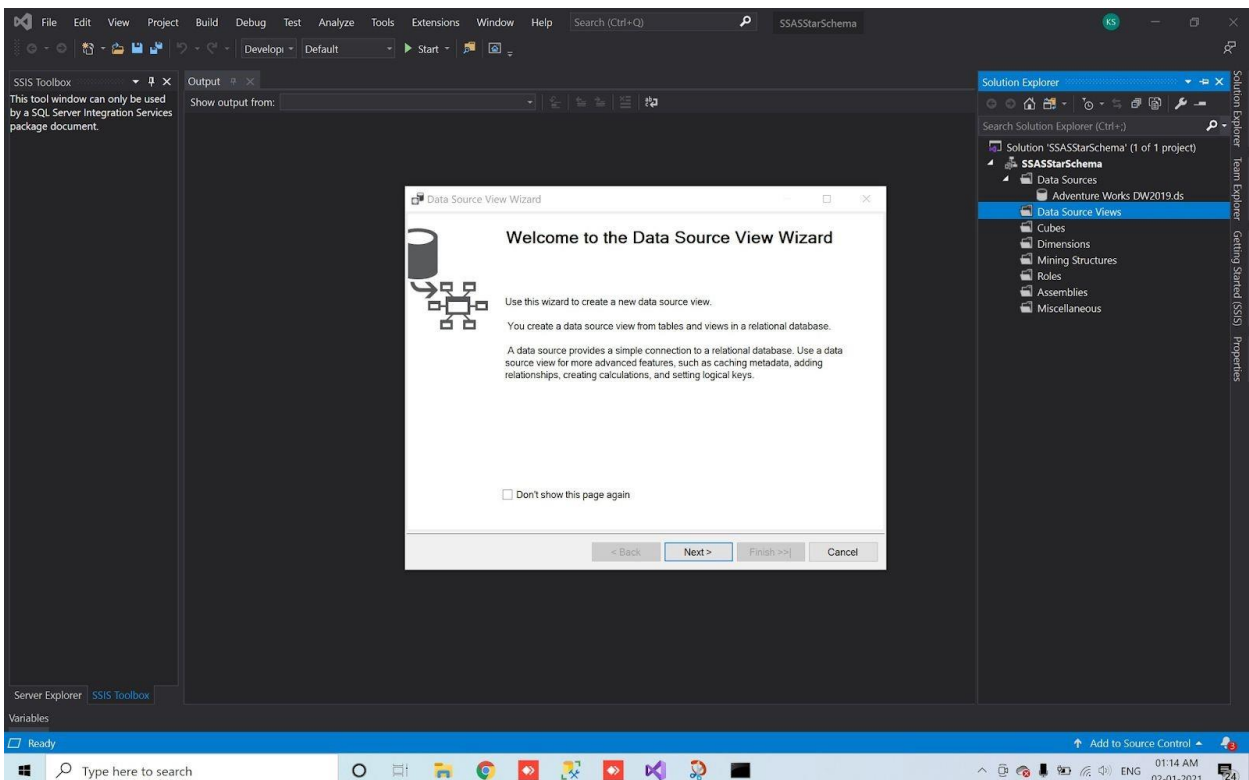 File Edit View Project Build Debug Test Analyze Tools Extensions Window Help Search (Ctrl+Q) SSASStarSchema KS
Developi Default Start
SSIS Toolbox
This tool window can only be used
by a SQL Server Integration Services
package document.
Output
Show output from:
Data Source View Wizard
Welcome to the Data Source View Wizard
Use this wizard to create a new data source view.
You create a data source view from tables and views in a relational database.
A data source provides a simple connection to a relational database. Use a data
source view for more advanced features, such as caching metadata, adding
relationships, creating calculations, and setting logical keys.
Don't show this page again
< Back Next > Finish >>| Cancel
Solution Explorer
Search Solution Explorer (Ctrl+;)
Solution 'SSASStarSchema' (1 of 1 project)
SSASStarSchema
Data Sources
Adventure Works DW2019.ds
Data Source Views
Cubes
Dimensions
Mining Structures
Roles
Assemblies
Miscellaneous
Solution Explorer
Team Explorer
Getting Started (SSIS)
Properties
Server Explorer SSIS Toolbox
Variables
Ready Add to Source Control 3
Type here to search ENG 01:14 AM
02-01-2021 24